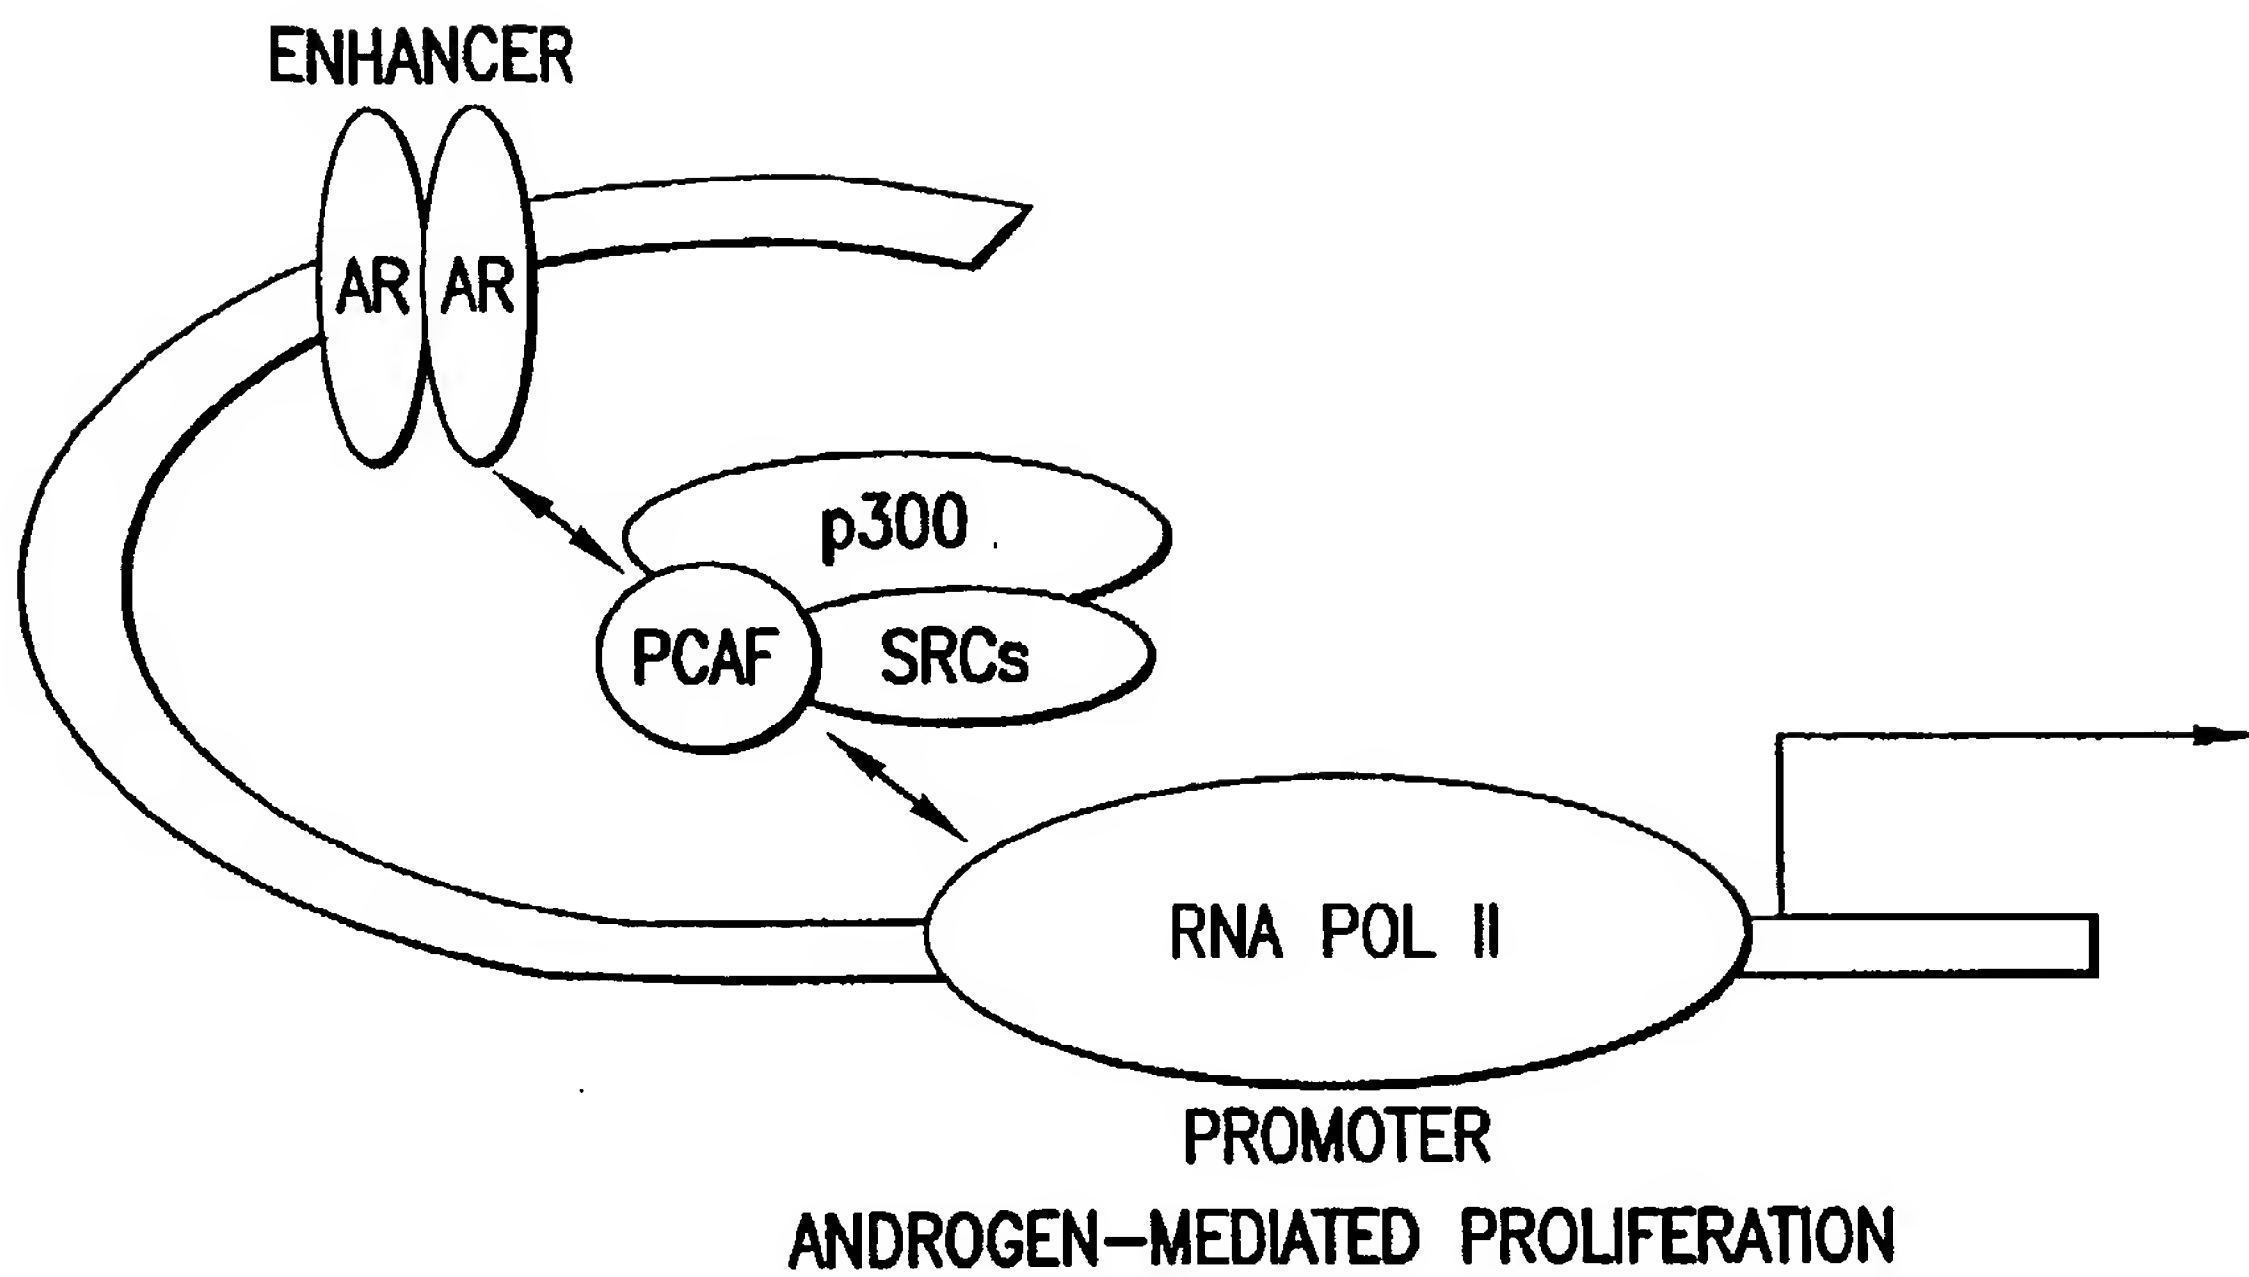 ENHANCER
AR AR
p300
PCAF SRCs
RNA POL II
PROMOTER
ANDROGEN-MEDIATED PROLIFERATION